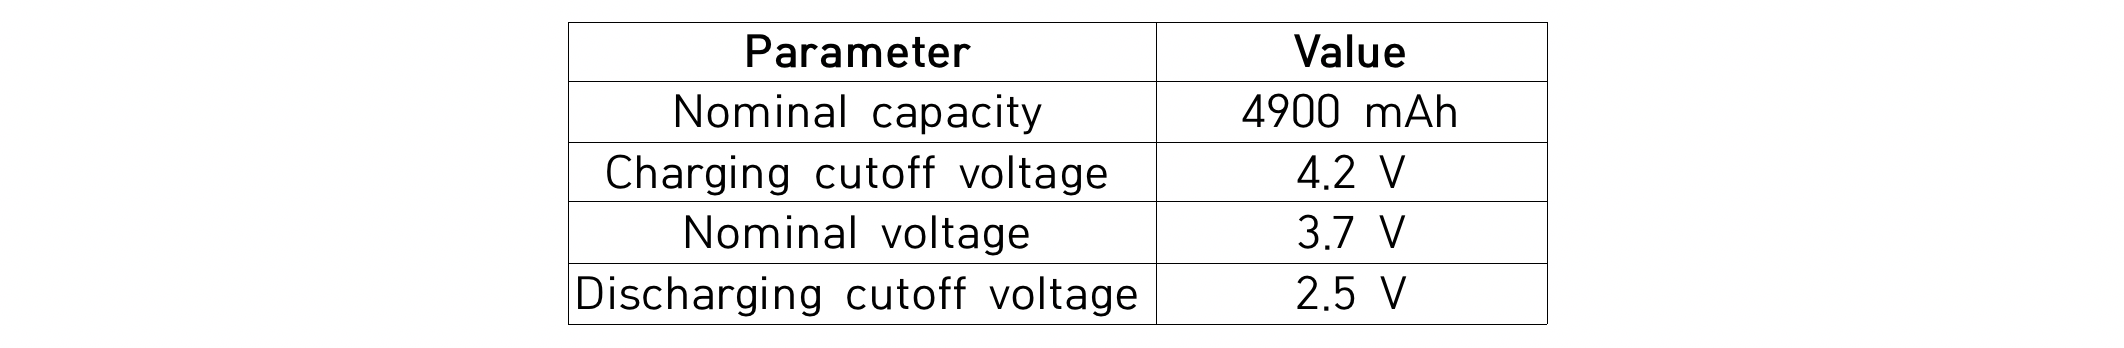 Parameter Value
Nominal capacity 4900 mAh
Charging cutoff voltage 4.2 V
Nominal voltage 3.7 V
Discharging cutoff voltage 2.5 V